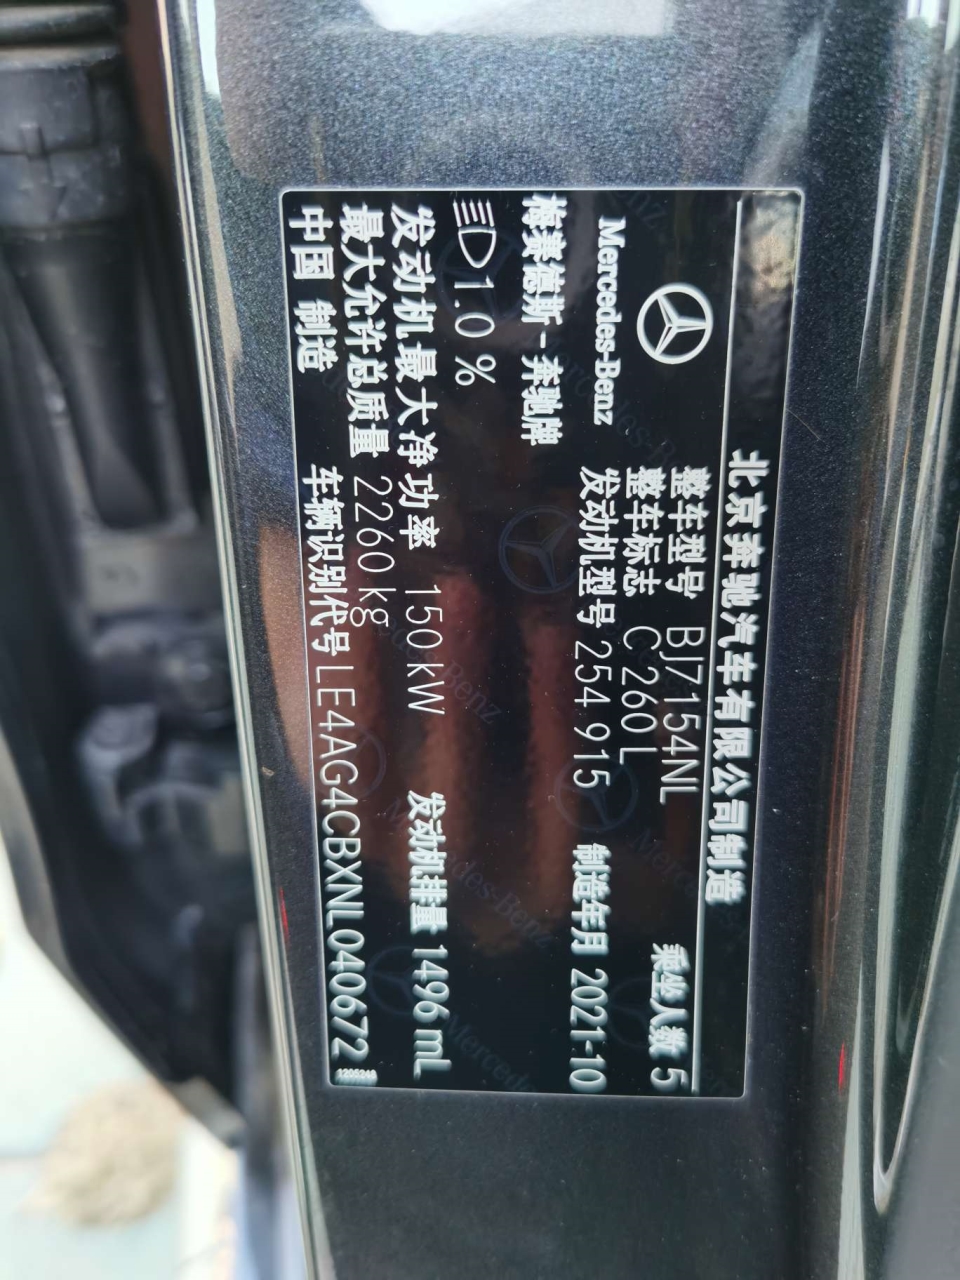 北京奔驰汽车有限公司制造
整车型号 BJ7154NL 乘坐人数 5
整车标志 C 260 L
Mercedes-Benz 发动机型号 254 915 制造年月 2021-10
梅赛德斯-奔驰牌
1.0 %
发动机最大净功率 150 kW 发动机排量 1496 mL
最大允许总质量 2260 kg
中国 制造 车辆识别代号 LE4AG4CBXNL040672
1205248